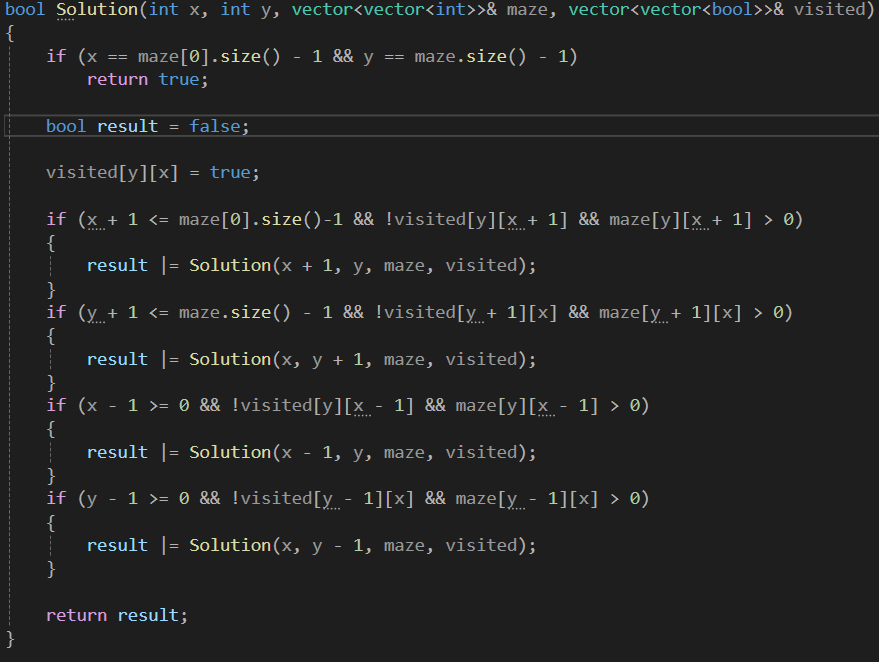 bool Solution(int x, int y, vector<vector<int>>& maze, vector<vector<bool>>& visited)
{
    if (x == maze[0].size() - 1 && y == maze.size() - 1)
        return true;

    bool result = false;

    visited[y][x] = true;

    if (x + 1 <= maze[0].size()-1 && !visited[y][x + 1] && maze[y][x + 1] > 0)
    {
        result |= Solution(x + 1, y, maze, visited);
    }
    if (y + 1 <= maze.size() - 1 && !visited[y + 1][x] && maze[y + 1][x] > 0)
    {
        result |= Solution(x, y + 1, maze, visited);
    }
    if (x - 1 >= 0 && !visited[y][x - 1] && maze[y][x - 1] > 0)
    {
        result |= Solution(x - 1, y, maze, visited);
    }
    if (y - 1 >= 0 && !visited[y - 1][x] && maze[y - 1][x] > 0)
    {
        result |= Solution(x, y - 1, maze, visited);
    }

    return result;
}